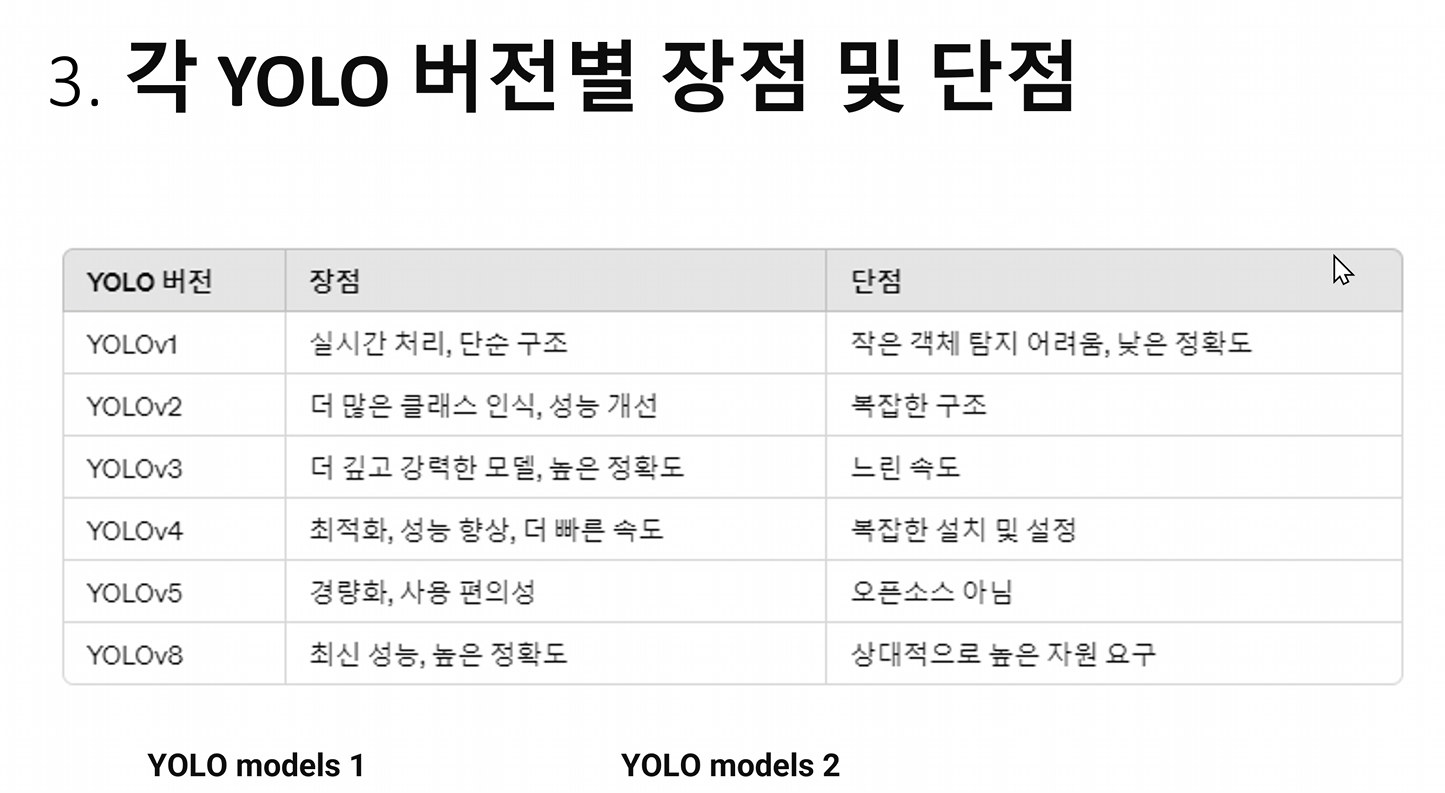 3. 각 YOLO 버전별 장점 및 단점
YOLO 버전 장점 단점
YOLOv1 실시간 처리, 단순 구조 작은 객체 탐지 어려움, 낮은 정확도
YOLOv2 더 많은 클래스 인식, 성능 개선 복잡한 구조
YOLOv3 더 깊고 강력한 모델, 높은 정확도 느린 속도
YOLOv4 최적화, 성능 향상, 더 빠른 속도 복잡한 설치 및 설정
YOLOv5 경량화, 사용 편의성 오픈소스 아님
YOLOv8 최신 성능, 높은 정확도 상대적으로 높은 자원 요구
YOLO models 1 YOLO models 2